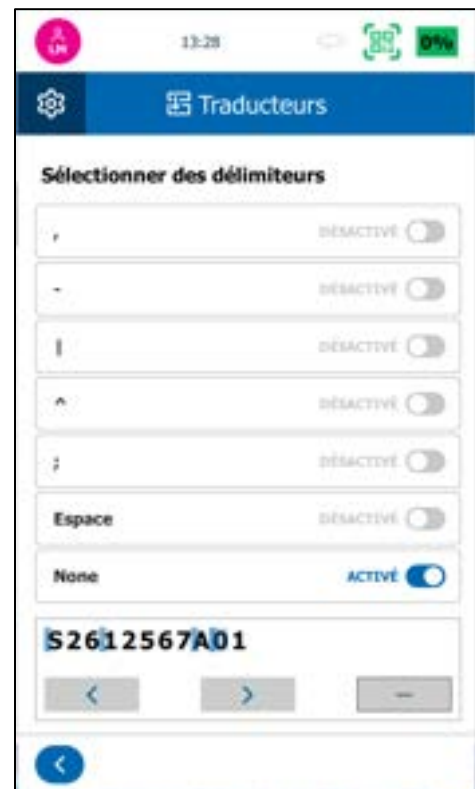 LM 13:28 0%
Traducteurs
Sélectionner des délimiteurs
, DÉSACTIVÉ
- DÉSACTIVÉ
| DÉSACTIVÉ
^ DÉSACTIVÉ
; DÉSACTIVÉ
Espace DÉSACTIVÉ
None ACTIVÉ
S2612567A01
< > —
<